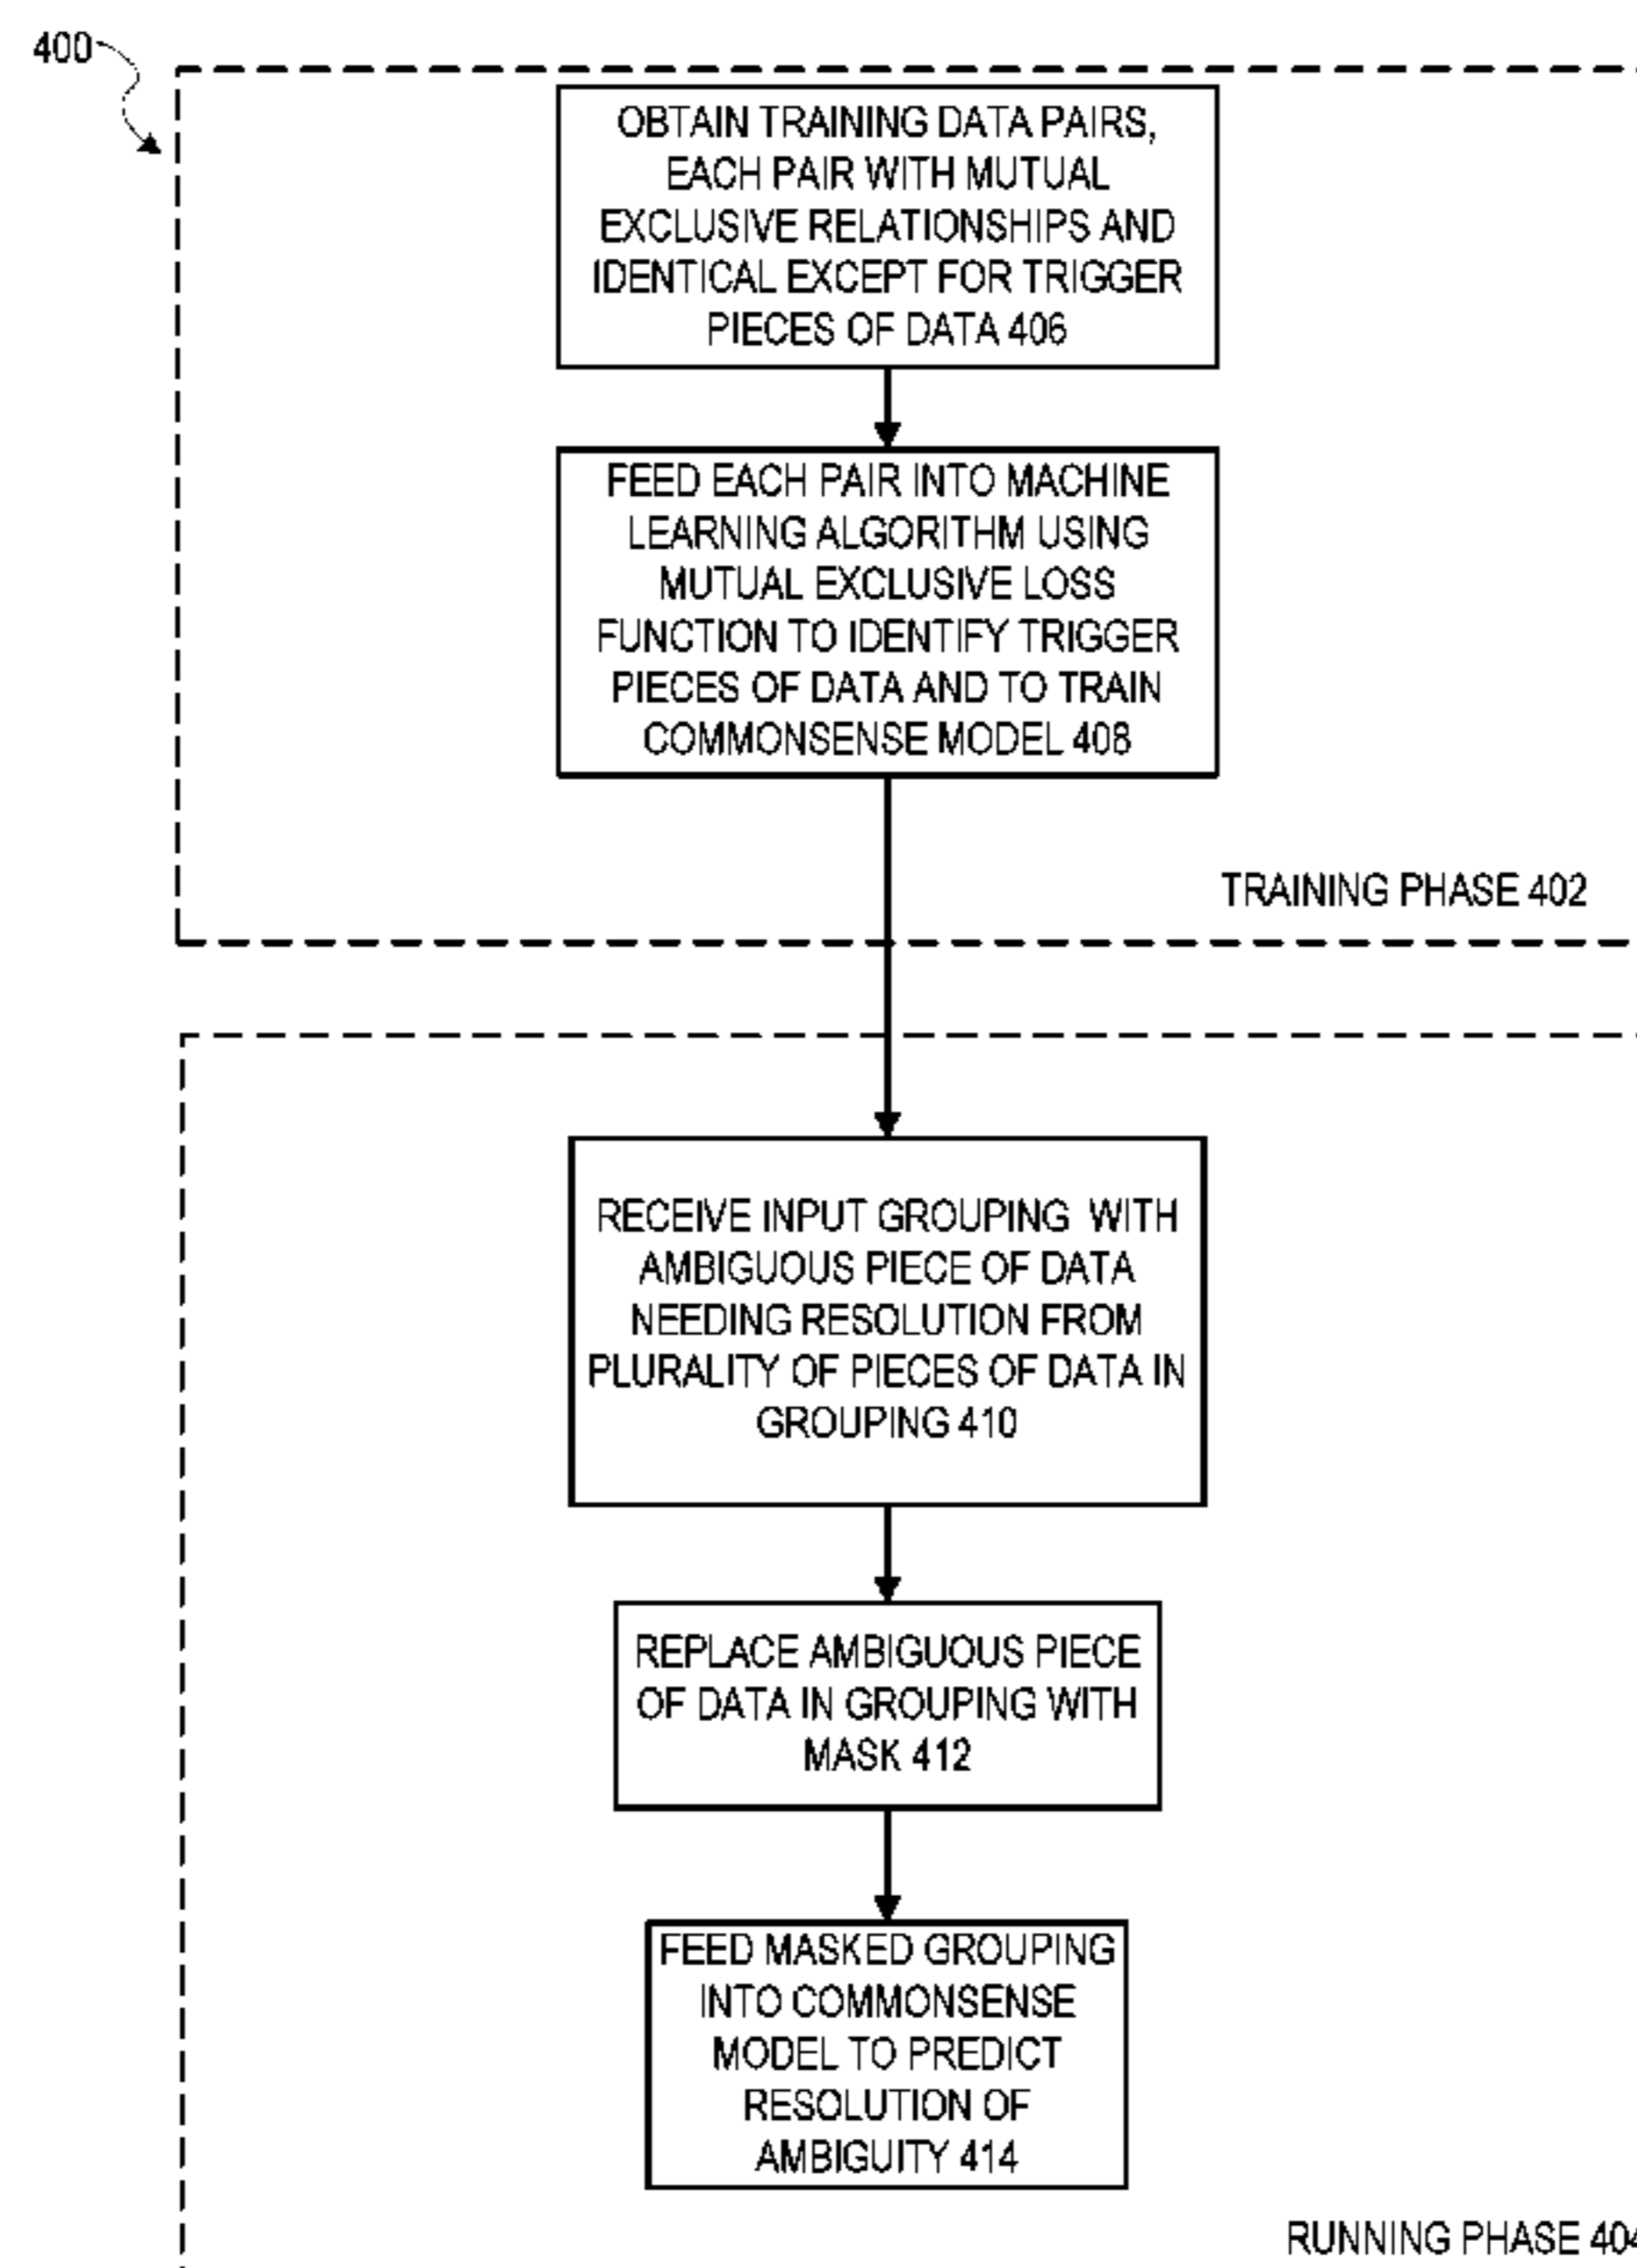 400
OBTAIN TRAINING DATA PAIRS,
EACH PAIR WITH MUTUAL
EXCLUSIVE RELATIONSHIPS AND
IDENTICAL EXCEPT FOR TRIGGER
PIECES OF DATA 406
FEED EACH PAIR INTO MACHINE
LEARNING ALGORITHM USING
MUTUAL EXCLUSIVE LOSS
FUNCTION TO IDENTIFY TRIGGER
PIECES OF DATA AND TO TRAIN
COMMONSENSE MODEL 408
TRAINING PHASE 402
RECEIVE INPUT GROUPING WITH
AMBIGUOUS PIECE OF DATA
NEEDING RESOLUTION FROM
PLURALITY OF PIECES OF DATA IN
GROUPING 410
REPLACE AMBIGUOUS PIECE
OF DATA IN GROUPING WITH
MASK 412
FEED MASKED GROUPING
INTO COMMONSENSE
MODEL TO PREDICT
RESOLUTION OF
AMBIGUITY 414
RUNNING PHASE 404